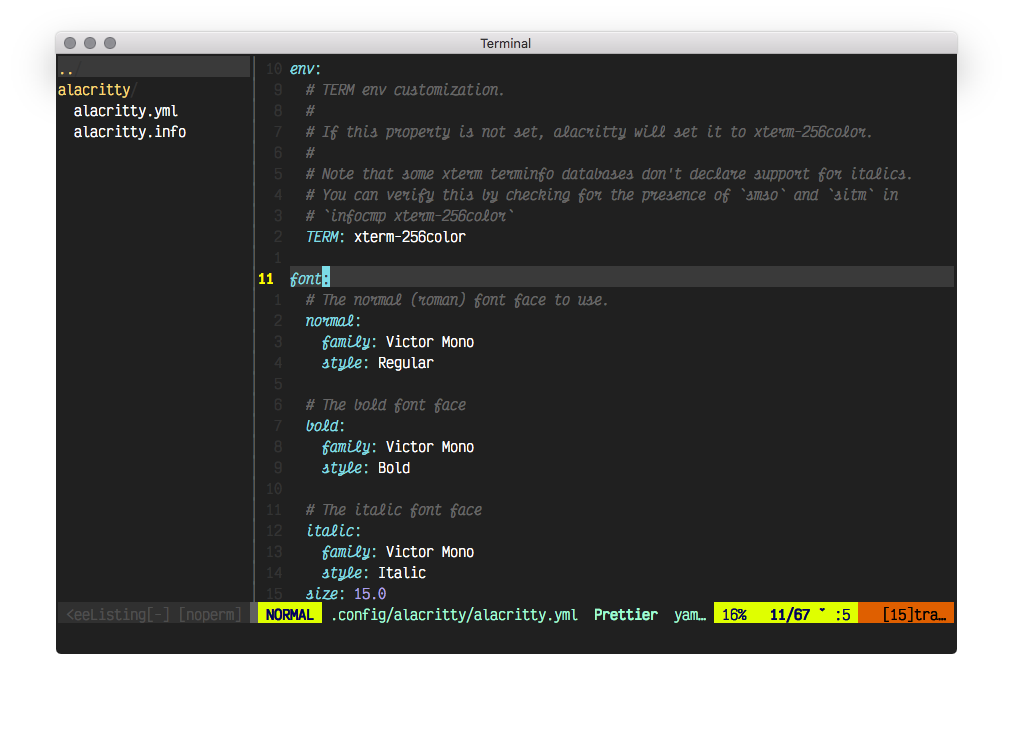 Terminal
../
alacritty/
alacritty.yml
alacritty.info
10 env:
9 # TERM env customization.
8 #
7 # If this property is not set, alacritty will set it to xterm-256color.
6 #
5 # Note that some xterm terminfo databases don't declare support for italics.
4 # You can verify this by checking for the presence of `smso` and `sitm` in
3 # `infocmp xterm-256color`
2 TERM: xterm-256color
1
11 font:
1 # The normal (roman) font face to use.
2 normal:
3 family: Victor Mono
4 style: Regular
5
6 # The bold font face
7 bold:
8 family: Victor Mono
9 style: Bold
10
11 # The italic font face
12 italic:
13 family: Victor Mono
14 style: Italic
15 size: 15.0
<eeListing[-] [noperm] NORMAL .config/alacritty/alacritty.yml Prettier yam… 16% 11/67 ˇ :5 [15]tra…